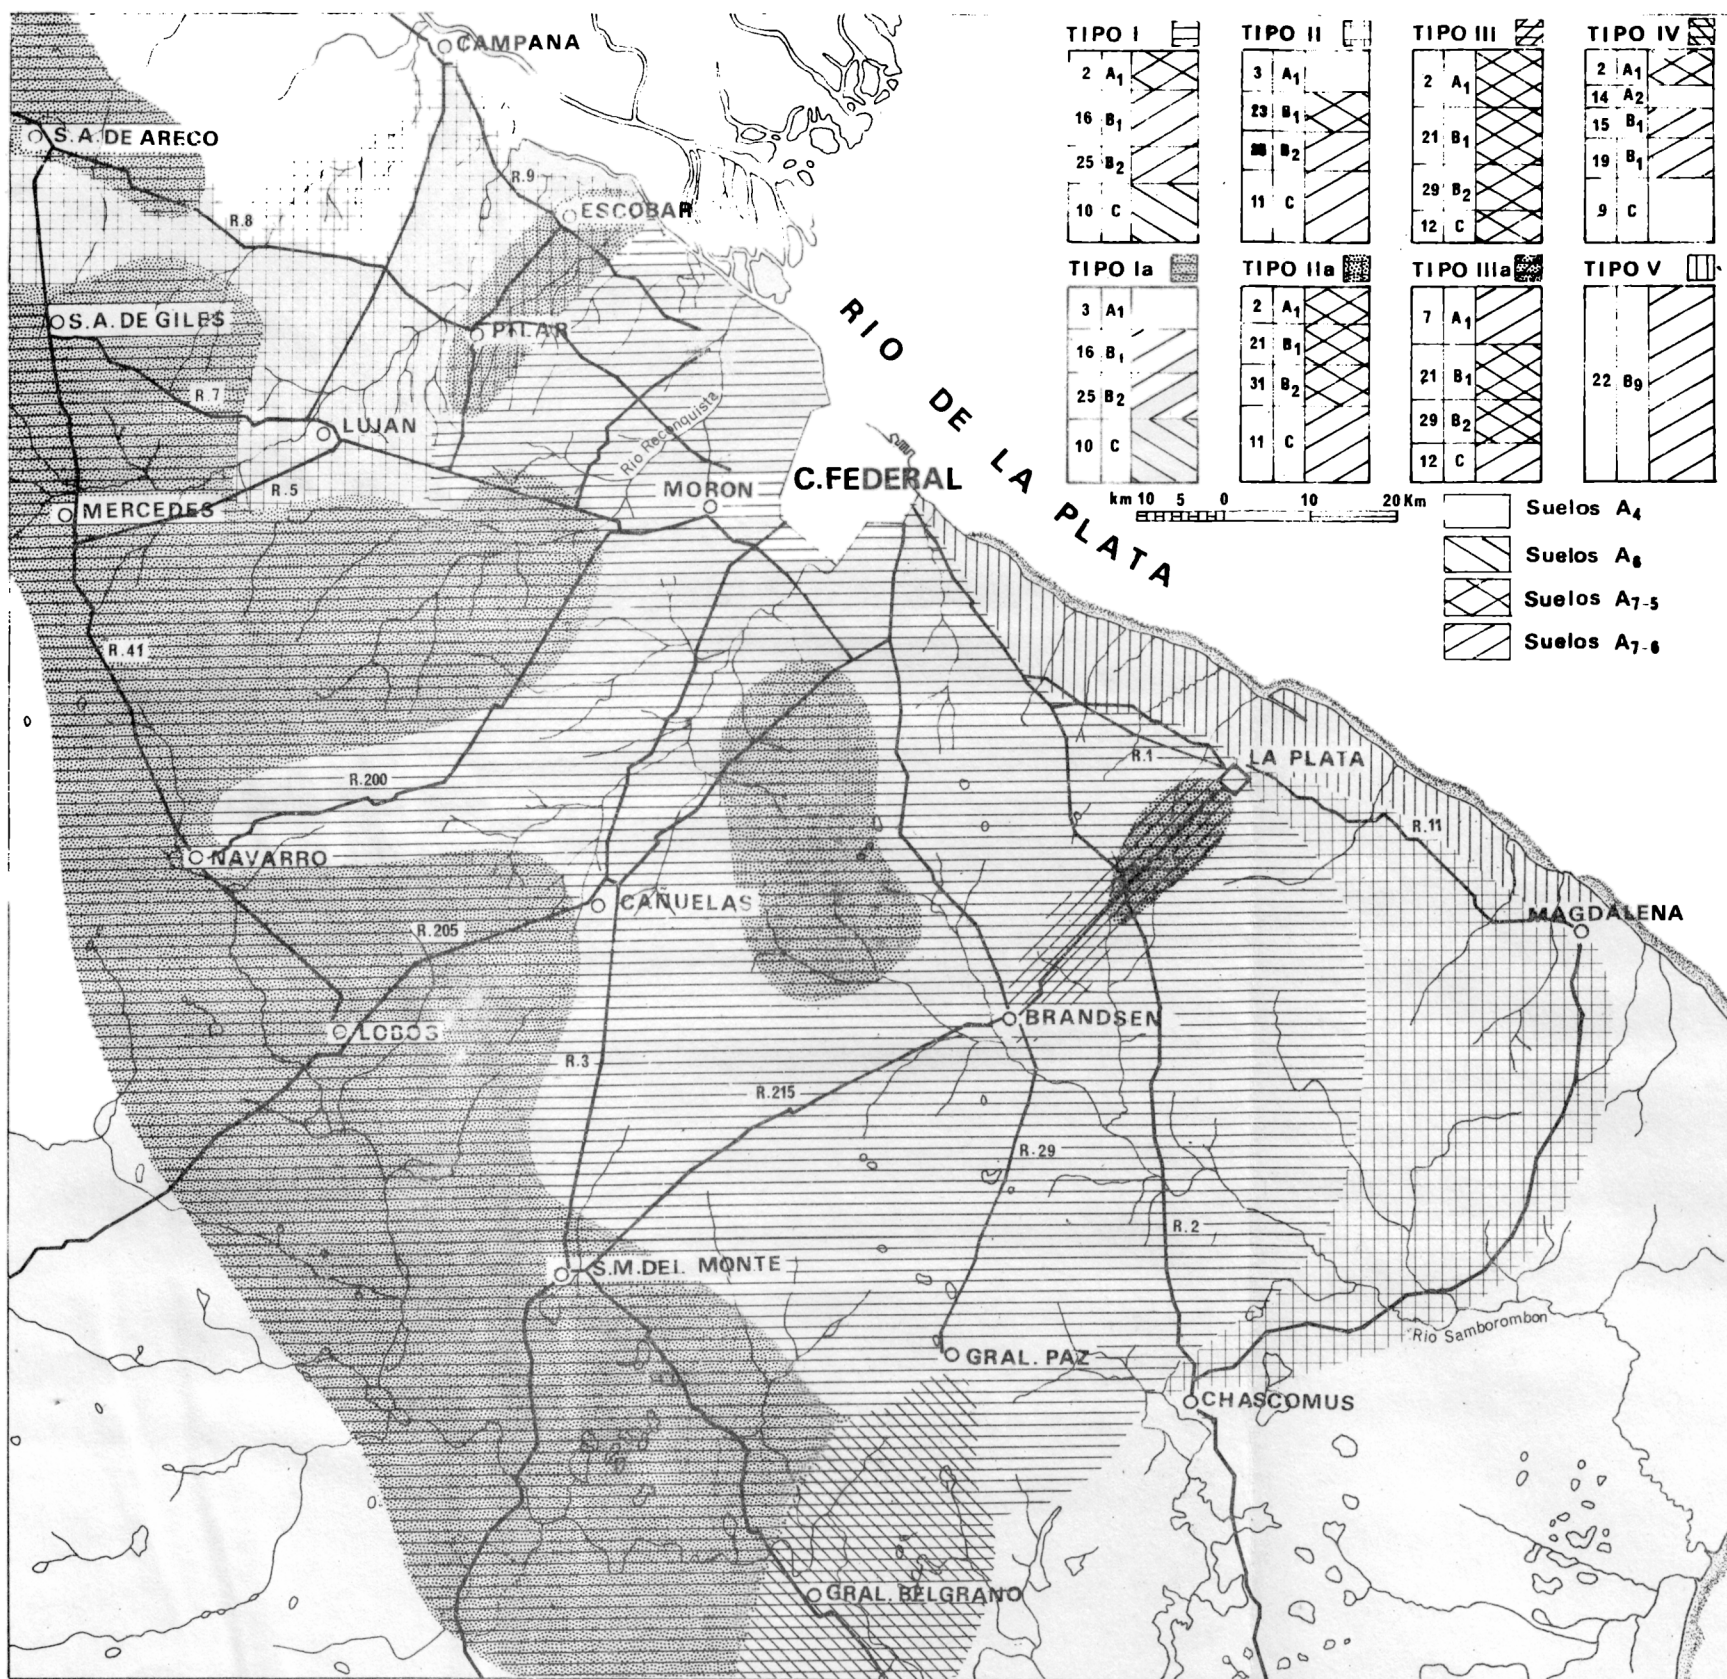 CAMPANA
S.A. DE ARECO
R.9
ESCOBAR
R.8
S.A. DE GILES
PILAR
R.7
LUJAN
Rio Reconquista
R.5
MERCEDES
MORON
C.FEDERAL
RIO DE LA PLATA
R.41
R.200
R.1
LA PLATA
R.11
NAVARRO
CAÑUELAS
MAGDALENA
R.205
LOBOS
BRANDSEN
R.3
R.215
R.29
R.2
S.M.DEL MONTE
Rio Samborombon
GRAL. PAZ
CHASCOMUS
GRAL. BELGRANO
TIPO I
2 A1
16 B1
25 B2
10 C
TIPO II
3 A1
23 B1
B2
11 C
TIPO III
2 A1
21 B1
29 B2
12 C
TIPO IV
2 A1
14 A2
15 B1
19 B1
9 C
TIPO Ia
3 A1
16 B1
25 B2
10 C
TIPO IIa
2 A1
21 B1
31 B2
11 C
TIPO IIIa
7 A1
21 B1
29 B2
12 C
TIPO V
22 B9
km 10 5 0 10 20 Km
Suelos A4
Suelos A6
Suelos A7-5
Suelos A7-6